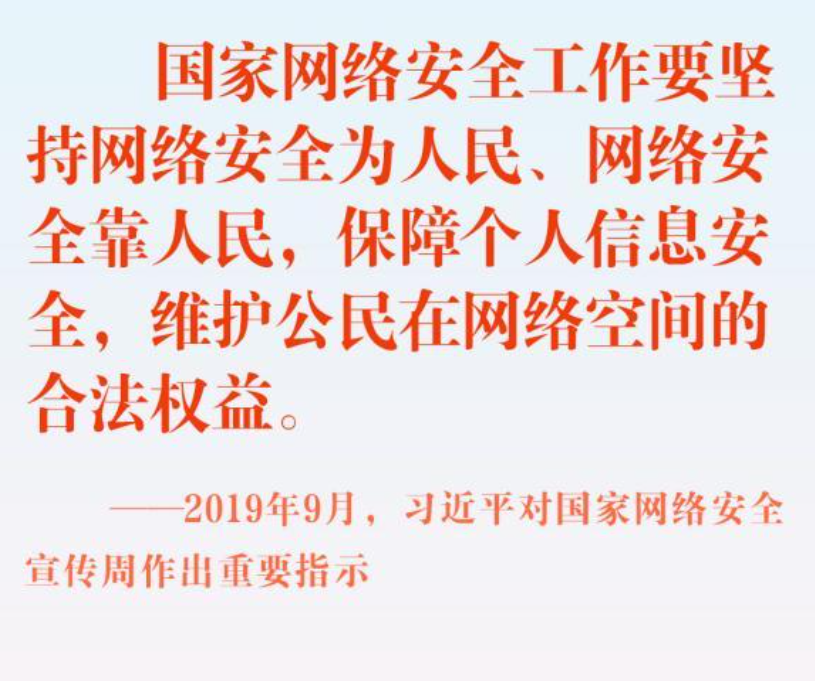 国家网络安全工作要坚
持网络安全为人民、网络安
全靠人民，保障个人信息安
全，维护公民在网络空间的
合法权益。
——2019年9月，习近平对国家网络安全
宣传周作出重要指示